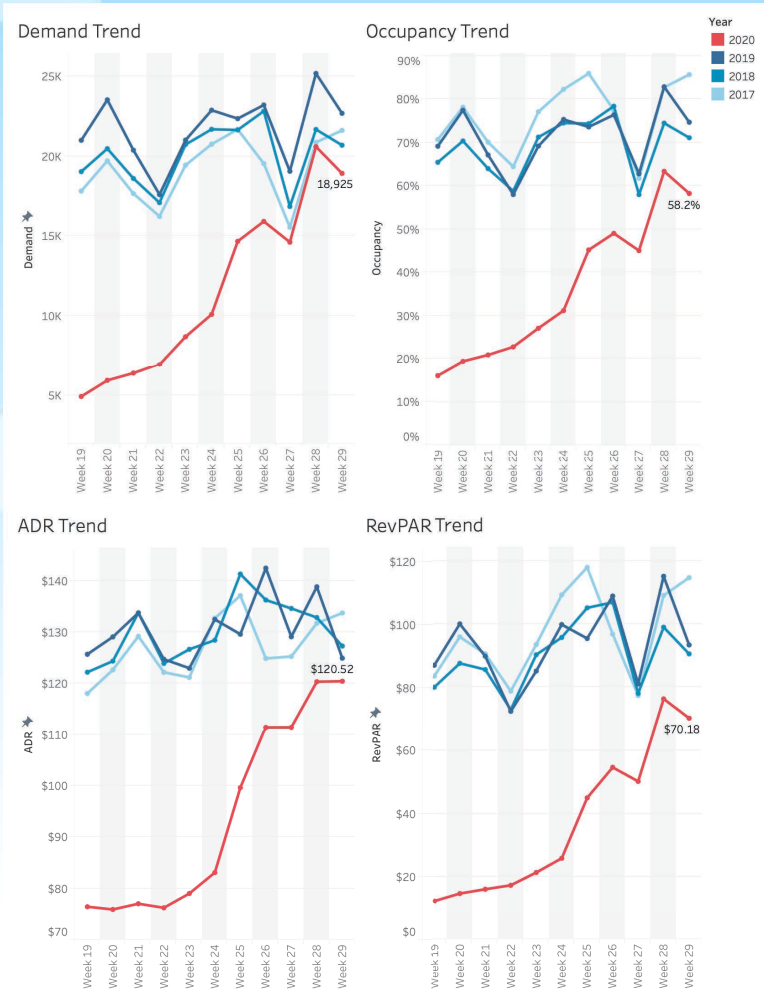 Demand Trend
25K
20K
15K
10K
5K
Demand
18,925
Week 19
Week 20
Week 21
Week 22
Week 23
Week 24
Week 25
Week 26
Week 27
Week 28
Week 29
Occupancy Trend
90%
80%
70%
60%
50%
40%
30%
20%
10%
0%
Occupancy
58.2%
Week 19
Week 20
Week 21
Week 22
Week 23
Week 24
Week 25
Week 26
Week 27
Week 28
Week 29
Year
2020
2019
2018
2017
ADR Trend
$140
$130
$120
$110
$100
$90
$80
$70
ADR
$120.52
Week 19
Week 20
Week 21
Week 22
Week 23
Week 24
Week 25
Week 26
Week 27
Week 28
Week 29
RevPAR Trend
$120
$100
$80
$60
$40
$20
$0
RevPAR
$70.18
Week 19
Week 20
Week 21
Week 22
Week 23
Week 24
Week 25
Week 26
Week 27
Week 28
Week 29